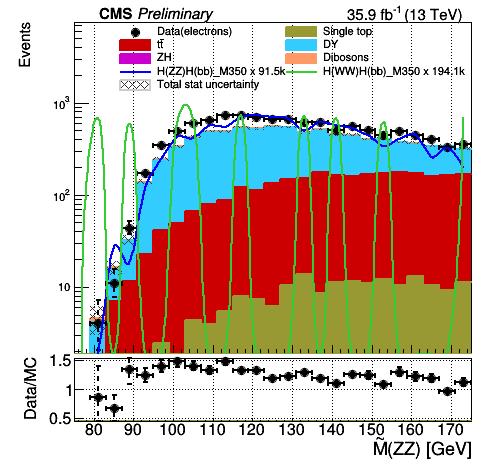 CMS Preliminary 35.9 fb⁻¹ (13 TeV)
Data(electrons) Single top
tt̄ DY
ZH Dibosons
H(ZZ)H(bb)_M350 x 91.5k H(WW)H(bb)_M350 x 194.1k
Total stat uncertainty
Events
10³
10²
10
Data/MC
1.5
1
0.5
80 90 100 110 120 130 140 150 160 170
M̃(ZZ) [GeV]